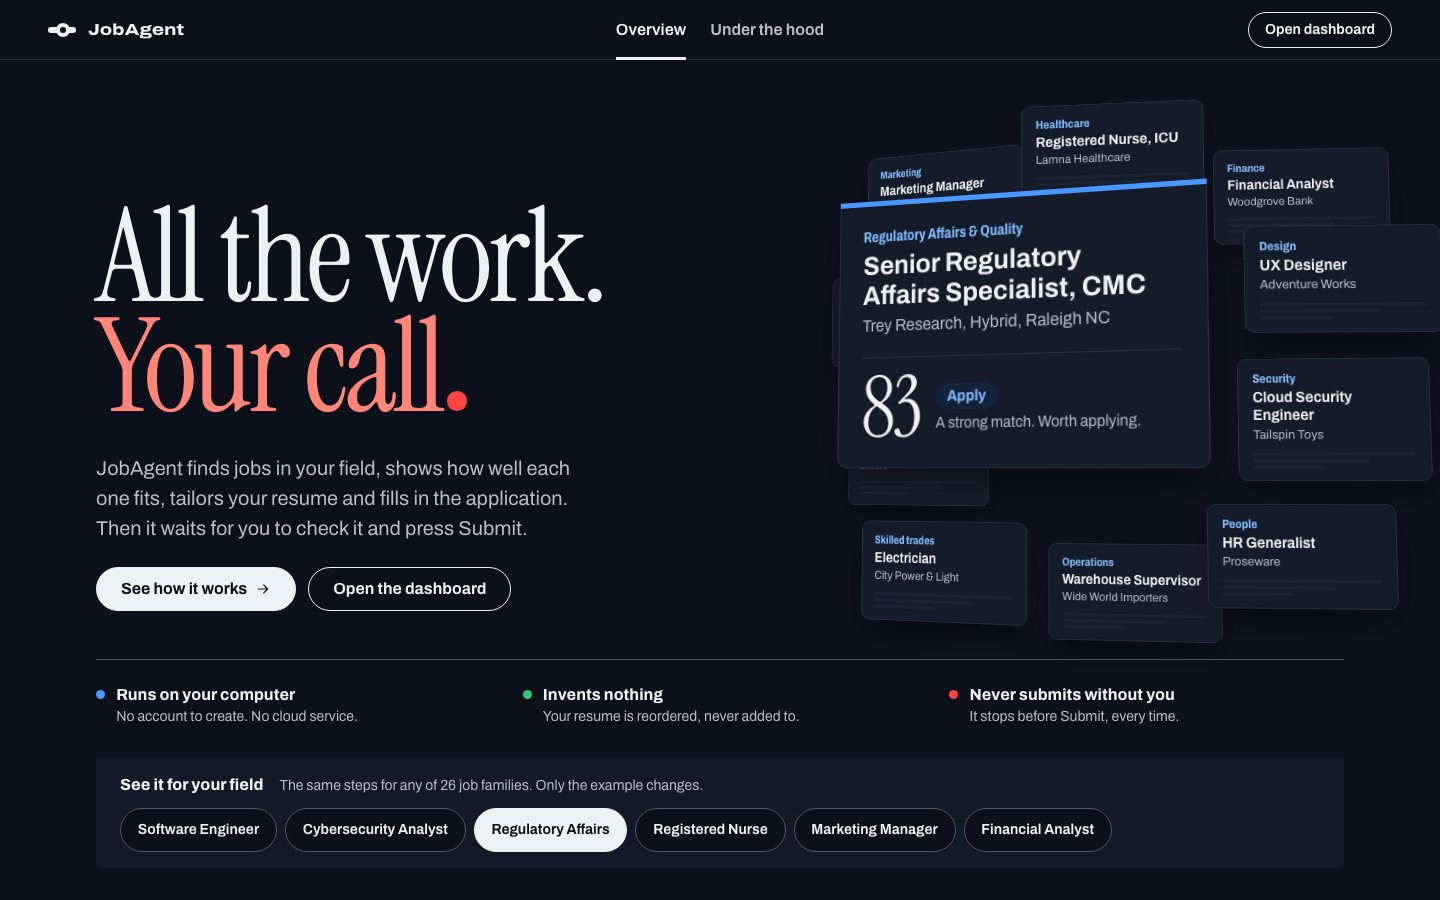 JobAgent
Overview
Under the hood
Open dashboard
All the work.
Your call.
JobAgent finds jobs in your field, shows how well each
one fits, tailors your resume and fills in the application.
Then it waits for you to check it and press Submit.
See how it works →
Open the dashboard
Healthcare
Registered Nurse, ICU
Lamna Healthcare
Marketing
Marketing Manager
Finance
Financial Analyst
Woodgrove Bank
Regulatory Affairs & Quality
Senior Regulatory
Affairs Specialist, CMC
Trey Research, Hybrid, Raleigh NC
83
Apply
A strong match. Worth applying.
Design
UX Designer
Adventure Works
Security
Cloud Security
Engineer
Tailspin Toys
Skilled trades
Electrician
City Power & Light
Operations
Warehouse Supervisor
Wide World Importers
People
HR Generalist
Proseware
Runs on your computer
No account to create. No cloud service.
Invents nothing
Your resume is reordered, never added to.
Never submits without you
It stops before Submit, every time.
See it for your field
The same steps for any of 26 job families. Only the example changes.
Software Engineer
Cybersecurity Analyst
Regulatory Affairs
Registered Nurse
Marketing Manager
Financial Analyst